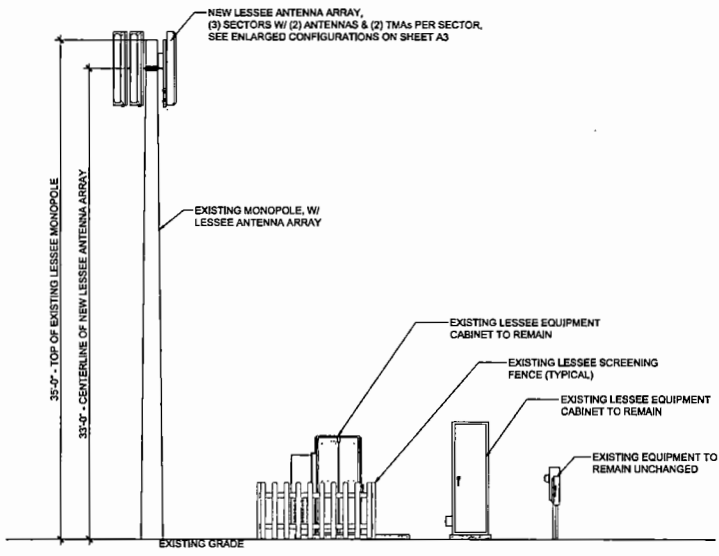 NEW LESSEE ANTENNA ARRAY,
(3) SECTORS W/ (2) ANTENNAS & (2) TMAs PER SECTOR,
SEE ENLARGED CONFIGURATIONS ON SHEET A3
35'-0" - TOP OF EXISTING LESSEE MONOPOLE
33'-0" - CENTERLINE OF NEW LESSEE ANTENNA ARRAY
EXISTING MONOPOLE, W/
LESSEE ANTENNA ARRAY
EXISTING LESSEE EQUIPMENT
CABINET TO REMAIN
EXISTING LESSEE SCREENING
FENCE (TYPICAL)
EXISTING LESSEE EQUIPMENT
CABINET TO REMAIN
EXISTING EQUIPMENT TO
REMAIN UNCHANGED
EXISTING GRADE